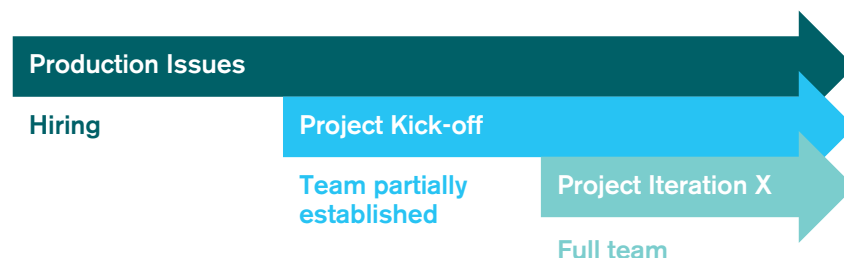 Production Issues
Hiring
Project Kick-off
Team partially
established
Project Iteration X
Full team